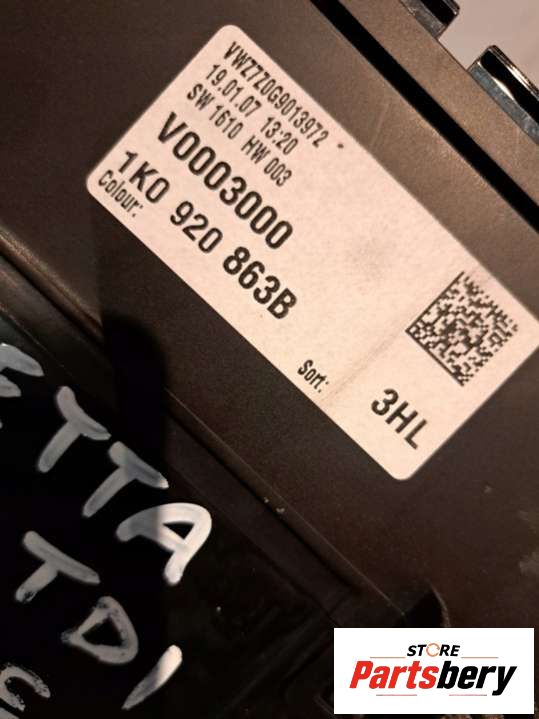 VWZ7Z0G9013972
19.01.07 13:20
SW 1610 HW 003
V0003000
1K0 920 863B
Colour:
Sort: 3HL
ETTA
TDI
STORE
Partsbery